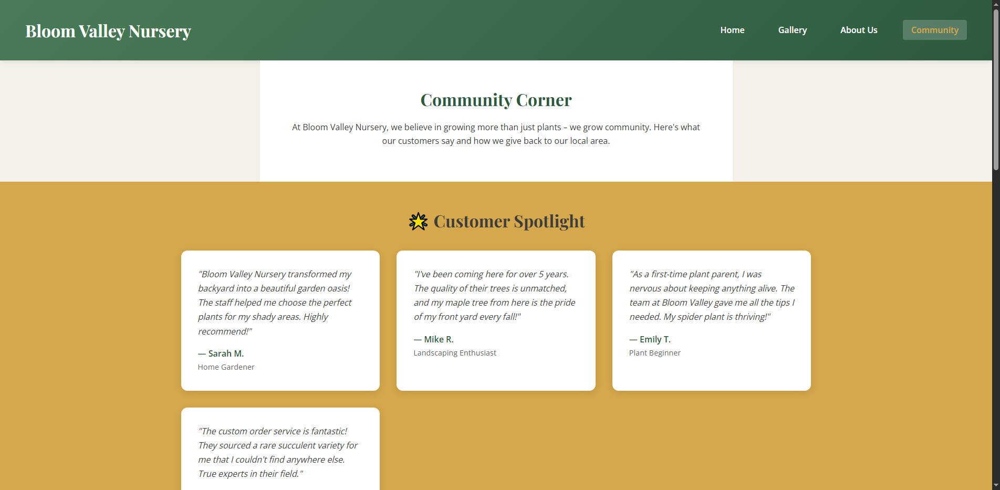 Bloom Valley Nursery
Home Gallery About Us Community
Community Corner
At Bloom Valley Nursery, we believe in growing more than just plants – we grow community. Here's what
our customers say and how we give back to our local area.
Customer Spotlight
"Bloom Valley Nursery transformed my
backyard into a beautiful garden oasis!
The staff helped me choose the perfect
plants for my shady areas. Highly
recommend!"
— Sarah M.
Home Gardener
"I've been coming here for over 5 years.
The quality of their trees is unmatched,
and my maple tree from here is the pride
of my front yard every fall!"
— Mike R.
Landscaping Enthusiast
"As a first-time plant parent, I was
nervous about keeping anything alive. The
team at Bloom Valley gave me all the tips I
needed. My spider plant is thriving!"
— Emily T.
Plant Beginner
"The custom order service is fantastic!
They sourced a rare succulent variety for
me that I couldn't find anywhere else.
True experts in their field."